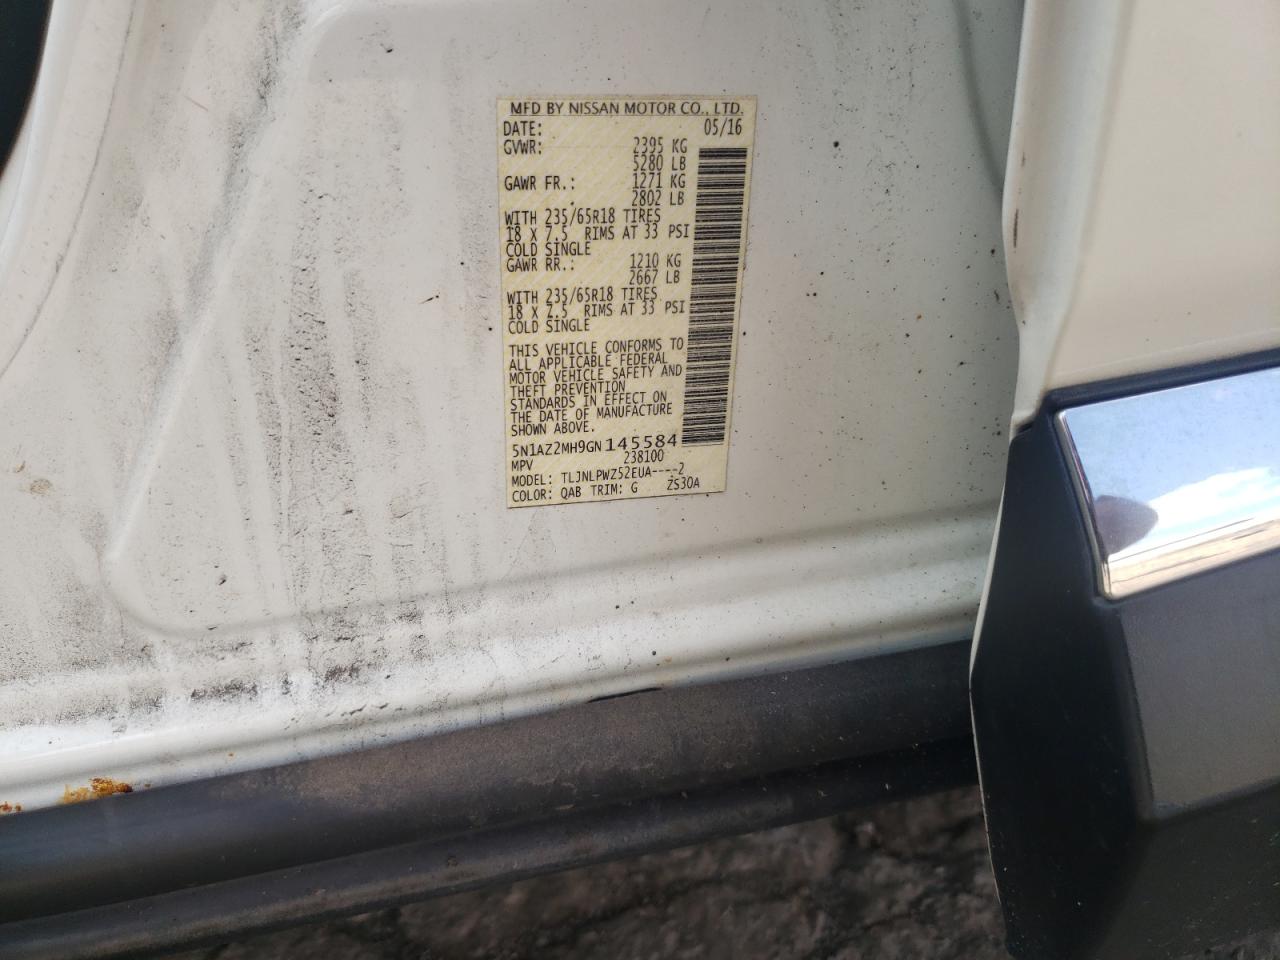 MFD BY NISSAN MOTOR CO., LTD.
DATE: 05/16
GVWR: 2395 KG
5280 LB
GAWR FR.: 1271 KG
: 2802 LB
WITH 235/65R18 TIRES
18 X 7.5 RIMS AT 33 PSI
COLD SINGLE
GAWR RR.: 1210 KG
2667 LB
WITH 235/65R18 TIRES
18 X 7.5 RIMS AT 33 PSI
COLD SINGLE
THIS VEHICLE CONFORMS TO
ALL APPLICABLE FEDERAL
MOTOR VEHICLE SAFETY AND
THEFT PREVENTION
STANDARDS IN EFFECT ON
THE DATE OF MANUFACTURE
SHOWN ABOVE.
5N1AZ2MH9GN145584
MPV 238100
MODEL: TLJNLPWZ52EUA----2
COLOR: QAB TRIM: G ZS30A